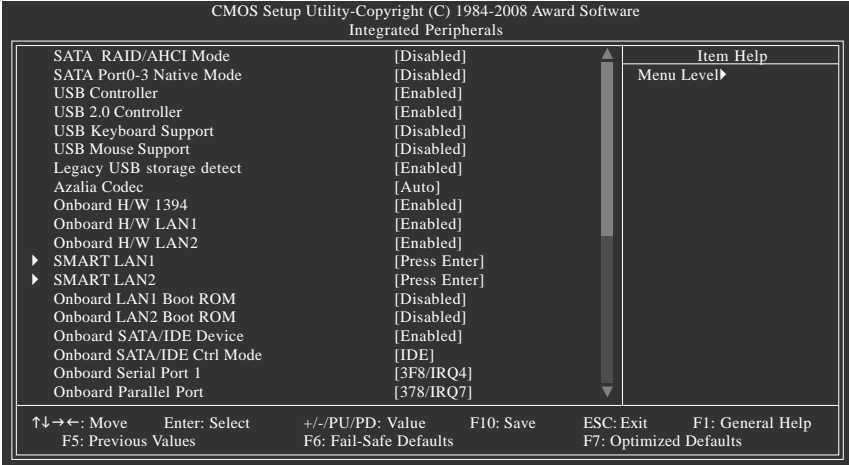 CMOS Setup Utility-Copyright (C) 1984-2008 Award Software
Integrated Peripherals
SATA RAID/AHCI Mode [Disabled]
SATA Port0-3 Native Mode [Disabled]
USB Controller [Enabled]
USB 2.0 Controller [Enabled]
USB Keyboard Support [Disabled]
USB Mouse Support [Disabled]
Legacy USB storage detect [Enabled]
Azalia Codec [Auto]
Onboard H/W 1394 [Enabled]
Onboard H/W LAN1 [Enabled]
Onboard H/W LAN2 [Enabled]
SMART LAN1 [Press Enter]
SMART LAN2 [Press Enter]
Onboard LAN1 Boot ROM [Disabled]
Onboard LAN2 Boot ROM [Disabled]
Onboard SATA/IDE Device [Enabled]
Onboard SATA/IDE Ctrl Mode [IDE]
Onboard Serial Port 1 [3F8/IRQ4]
Onboard Parallel Port [378/IRQ7]
Item Help
Menu Level
↑↓→←: Move Enter: Select +/-/PU/PD: Value F10: Save ESC: Exit F1: General Help
F5: Previous Values F6: Fail-Safe Defaults F7: Optimized Defaults